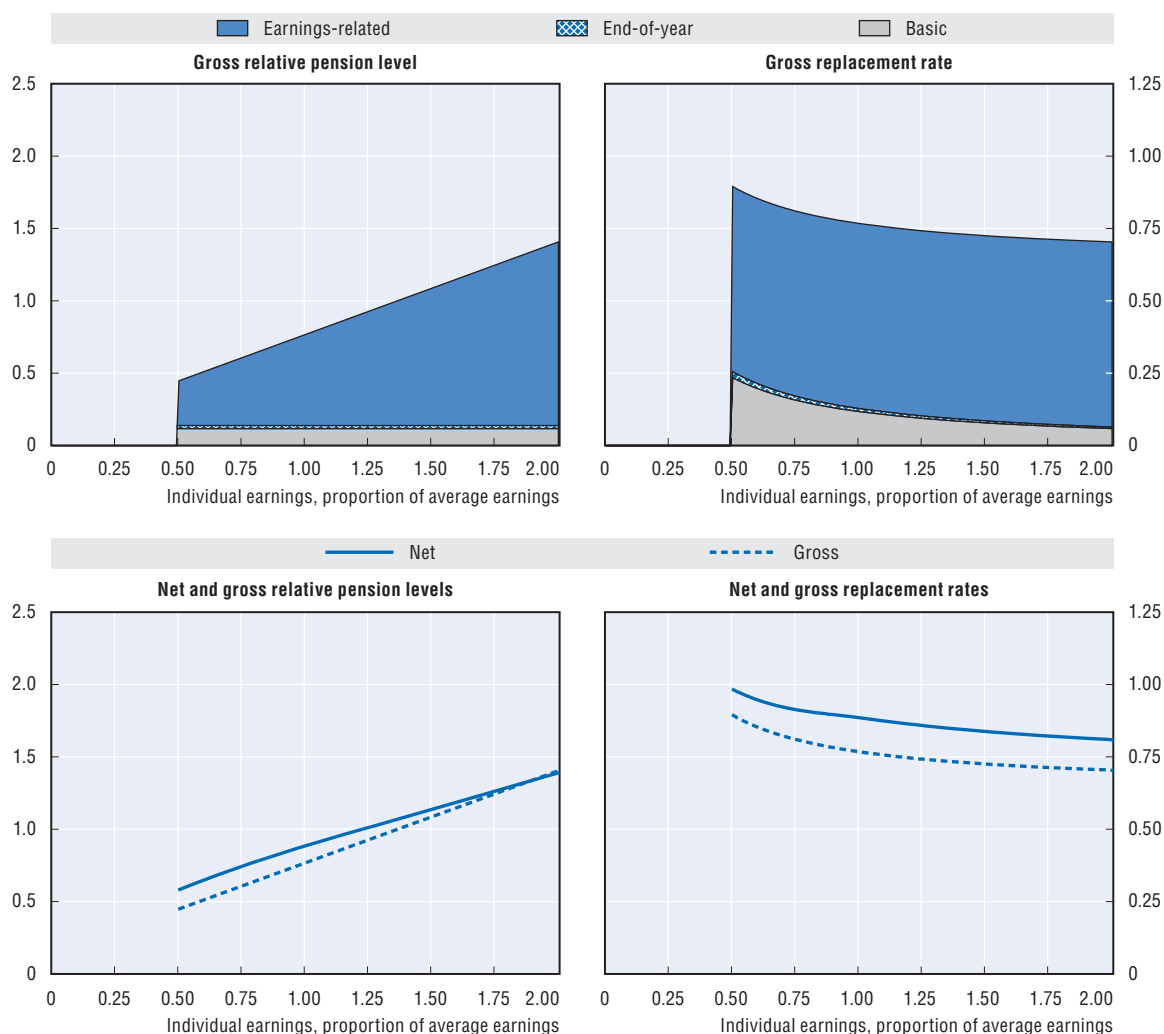 Earnings-related End-of-year Basic
Gross relative pension level
2.5
2.0
1.5
1.0
0.5
0
0 0.25 0.50 0.75 1.00 1.25 1.50 1.75 2.00
Individual earnings, proportion of average earnings
Gross replacement rate
1.25
1.00
0.75
0.50
0.25
0
0 0.25 0.50 0.75 1.00 1.25 1.50 1.75 2.00
Individual earnings, proportion of average earnings
Net Gross
Net and gross relative pension levels
2.5
2.0
1.5
1.0
0.5
0
0 0.25 0.50 0.75 1.00 1.25 1.50 1.75 2.00
Individual earnings, proportion of average earnings
Net and gross replacement rates
1.25
1.00
0.75
0.50
0.25
0
0 0.25 0.50 0.75 1.00 1.25 1.50 1.75 2.00
Individual earnings, proportion of average earnings